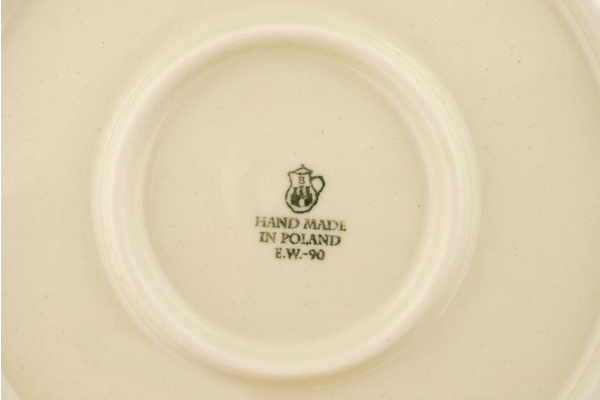 B
HAND MADE
IN POLAND
E.W.-90